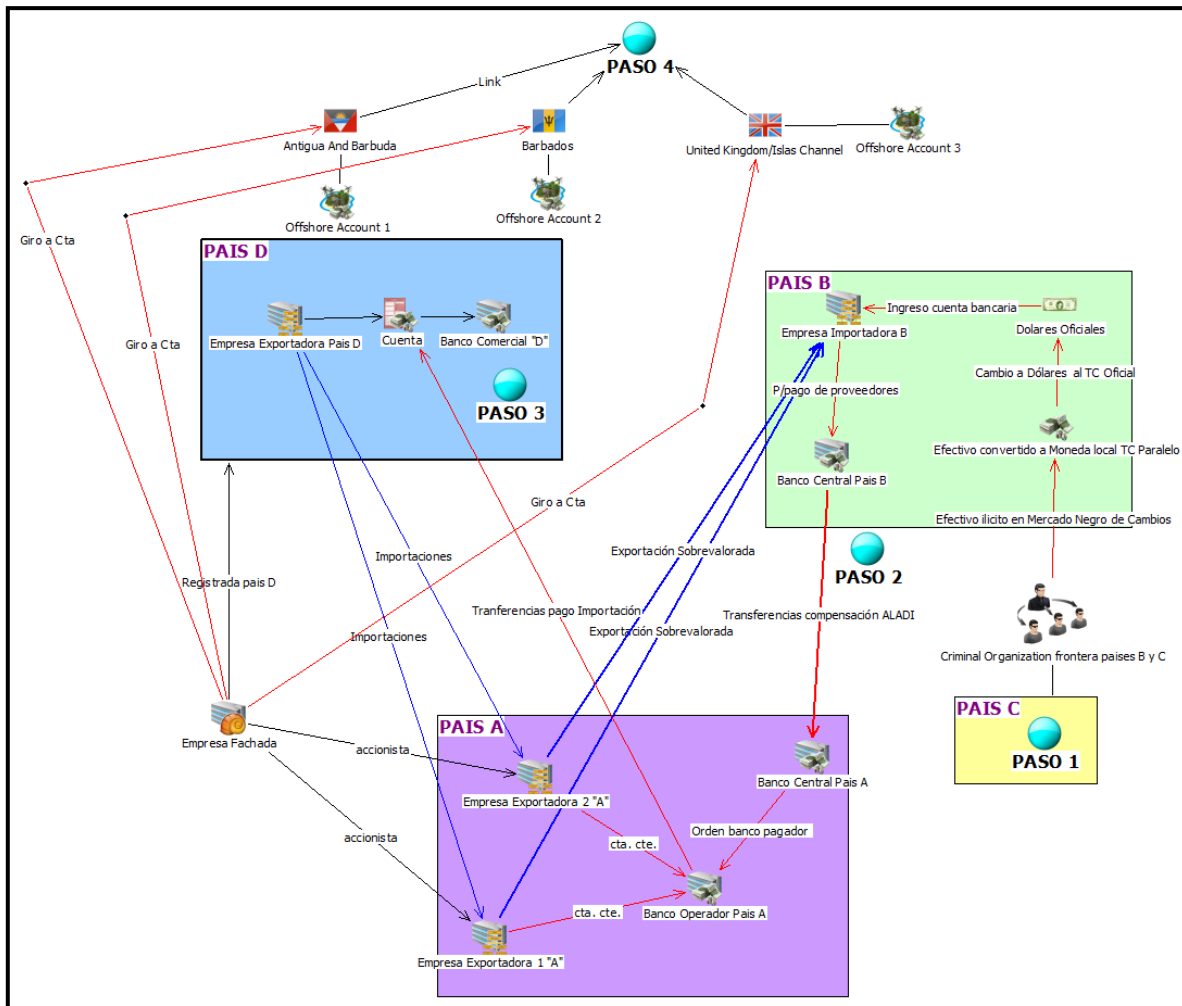 PASO 4
Link
Antigua And Barbuda
Barbados
United Kingdom/Islas Channel
Offshore Account 3
Offshore Account 1
Offshore Account 2
Giro a Cta
PAIS D
PAIS B
Ingreso cuenta bancaria
Empresa Importadora B
Dolares Oficiales
Empresa Exportadora Pais D
Cuenta
Banco Comercial "D"
Giro a Cta
Cambio a Dólares al TC Oficial
P/pago de proveedores
PASO 3
Efectivo convertido a Moneda local TC Paralelo
Banco Central Pais B
Giro a Cta
Efectivo ilicito en Mercado Negro de Cambios
Importaciones
Exportación Sobrevalorada
PASO 2
Registrada pais D
Tranferencias pago Importación
Transferencias compensación ALADI
Importaciones
Exportación Sobrevalorada
Criminal Organization frontera paises B y C
PAIS C
PASO 1
PAIS A
Empresa Fachada
accionista
Banco Central Pais A
Empresa Exportadora 2 "A"
accionista
Orden banco pagador
cta. cte.
cta. cte.
Banco Operador Pais A
Empresa Exportadora 1 "A"